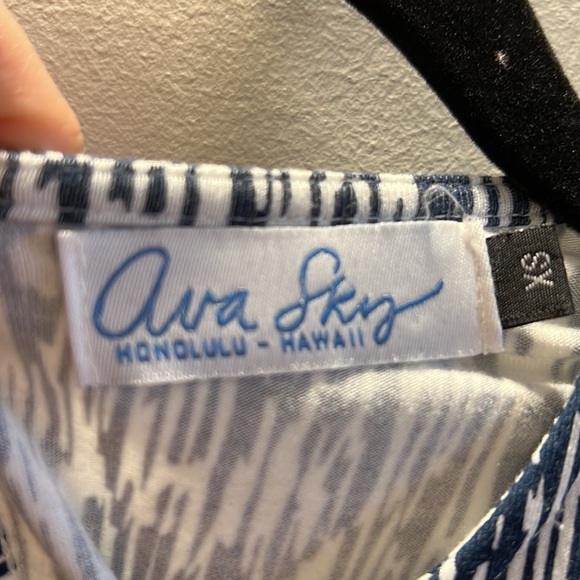 ava Sky
HONOLULU - HAWAII
XS